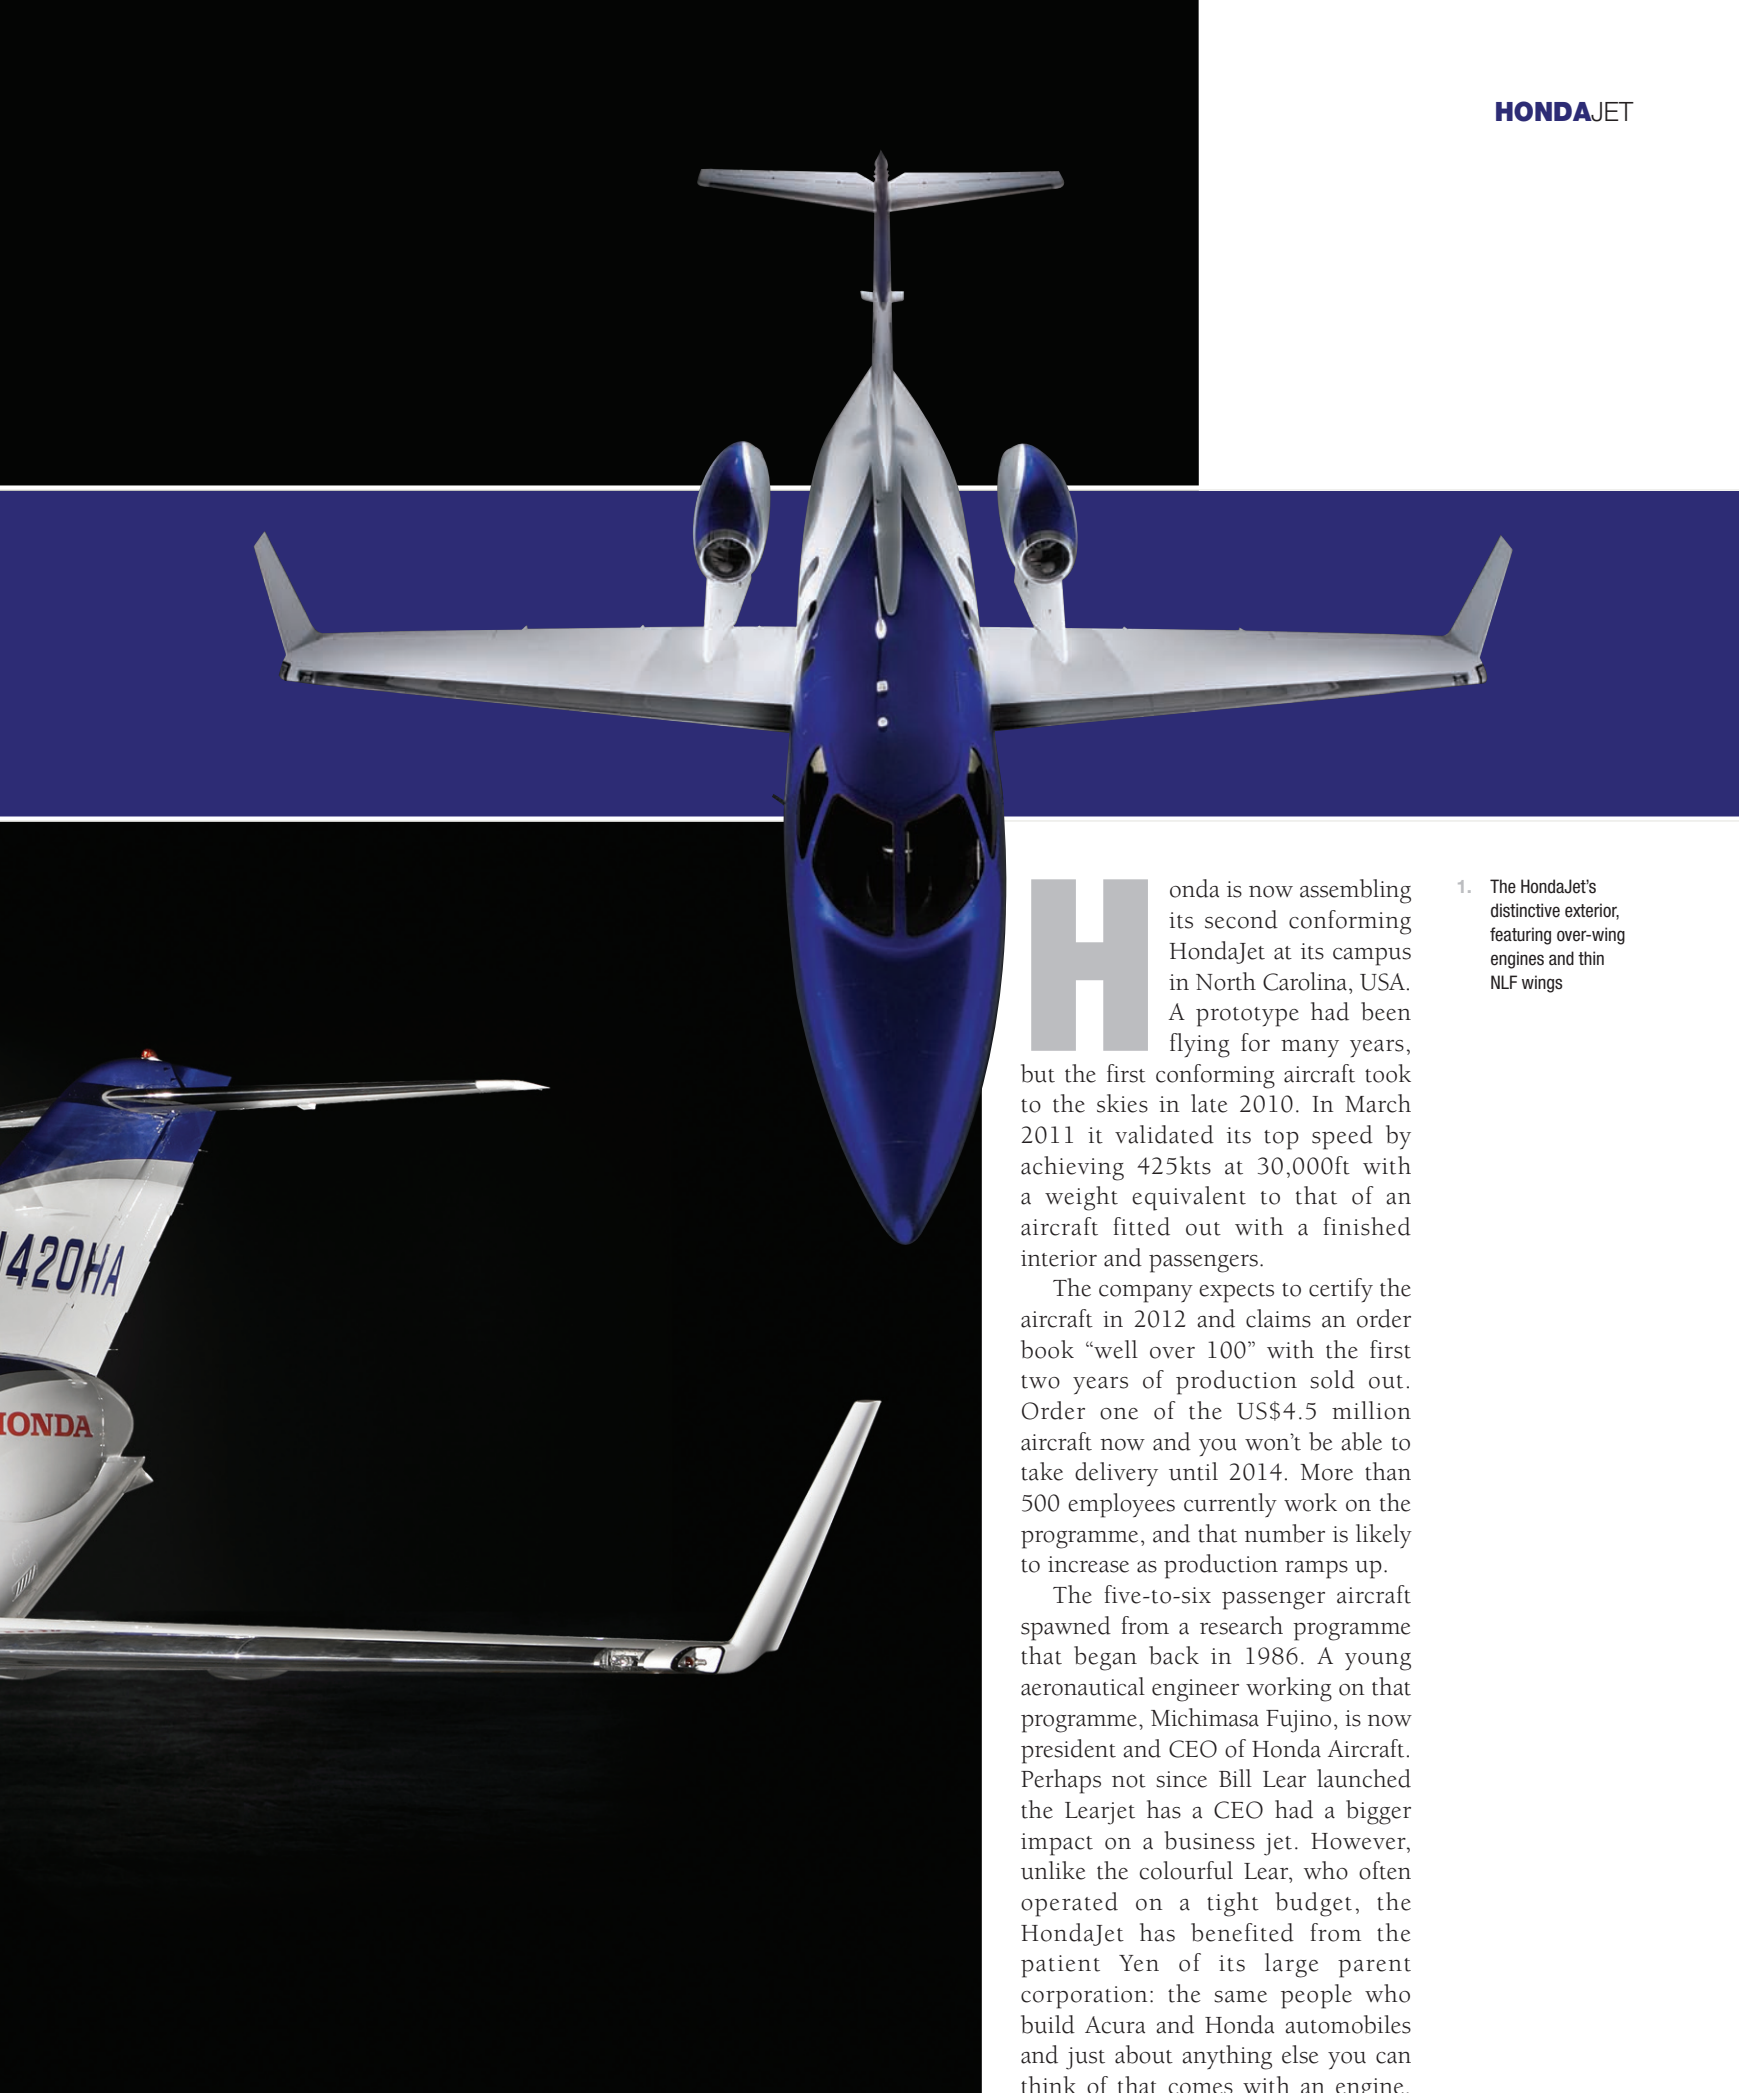 HONDAJET
Honda is now assembling
its second conforming
HondaJet at its campus
in North Carolina, USA.
A prototype had been
flying for many years,
but the first conforming aircraft took
to the skies in late 2010. In March
2011 it validated its top speed by
achieving 425kts at 30,000ft with
a weight equivalent to that of an
aircraft fitted out with a finished
interior and passengers.
The company expects to certify the
aircraft in 2012 and claims an order
book “well over 100” with the first
two years of production sold out.
Order one of the US$4.5 million
aircraft now and you won’t be able to
take delivery until 2014. More than
500 employees currently work on the
programme, and that number is likely
to increase as production ramps up.
The five-to-six passenger aircraft
spawned from a research programme
that began back in 1986. A young
aeronautical engineer working on that
programme, Michimasa Fujino, is now
president and CEO of Honda Aircraft.
Perhaps not since Bill Lear launched
the Learjet has a CEO had a bigger
impact on a business jet. However,
unlike the colourful Lear, who often
operated on a tight budget, the
HondaJet has benefited from the
patient Yen of its large parent
corporation: the same people who
build Acura and Honda automobiles
and just about anything else you can
think of that comes with an engine.
1. The HondaJet’s
distinctive exterior,
featuring over-wing
engines and thin
NLF wings
420HA
HONDA